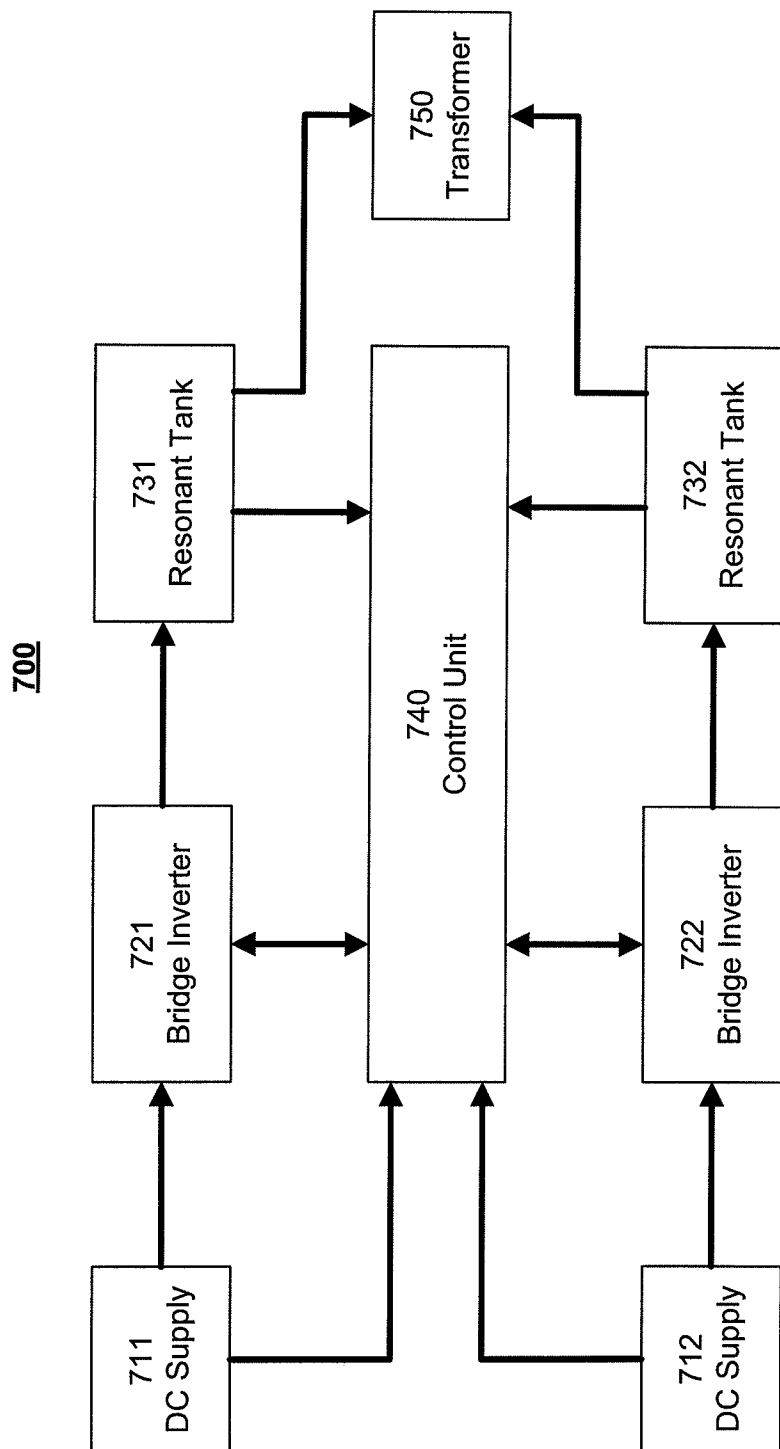 700
711
DC Supply
721
Bridge Inverter
731
Resonant Tank
740
Control Unit
750
Transformer
712
DC Supply
722
Bridge Inverter
732
Resonant Tank